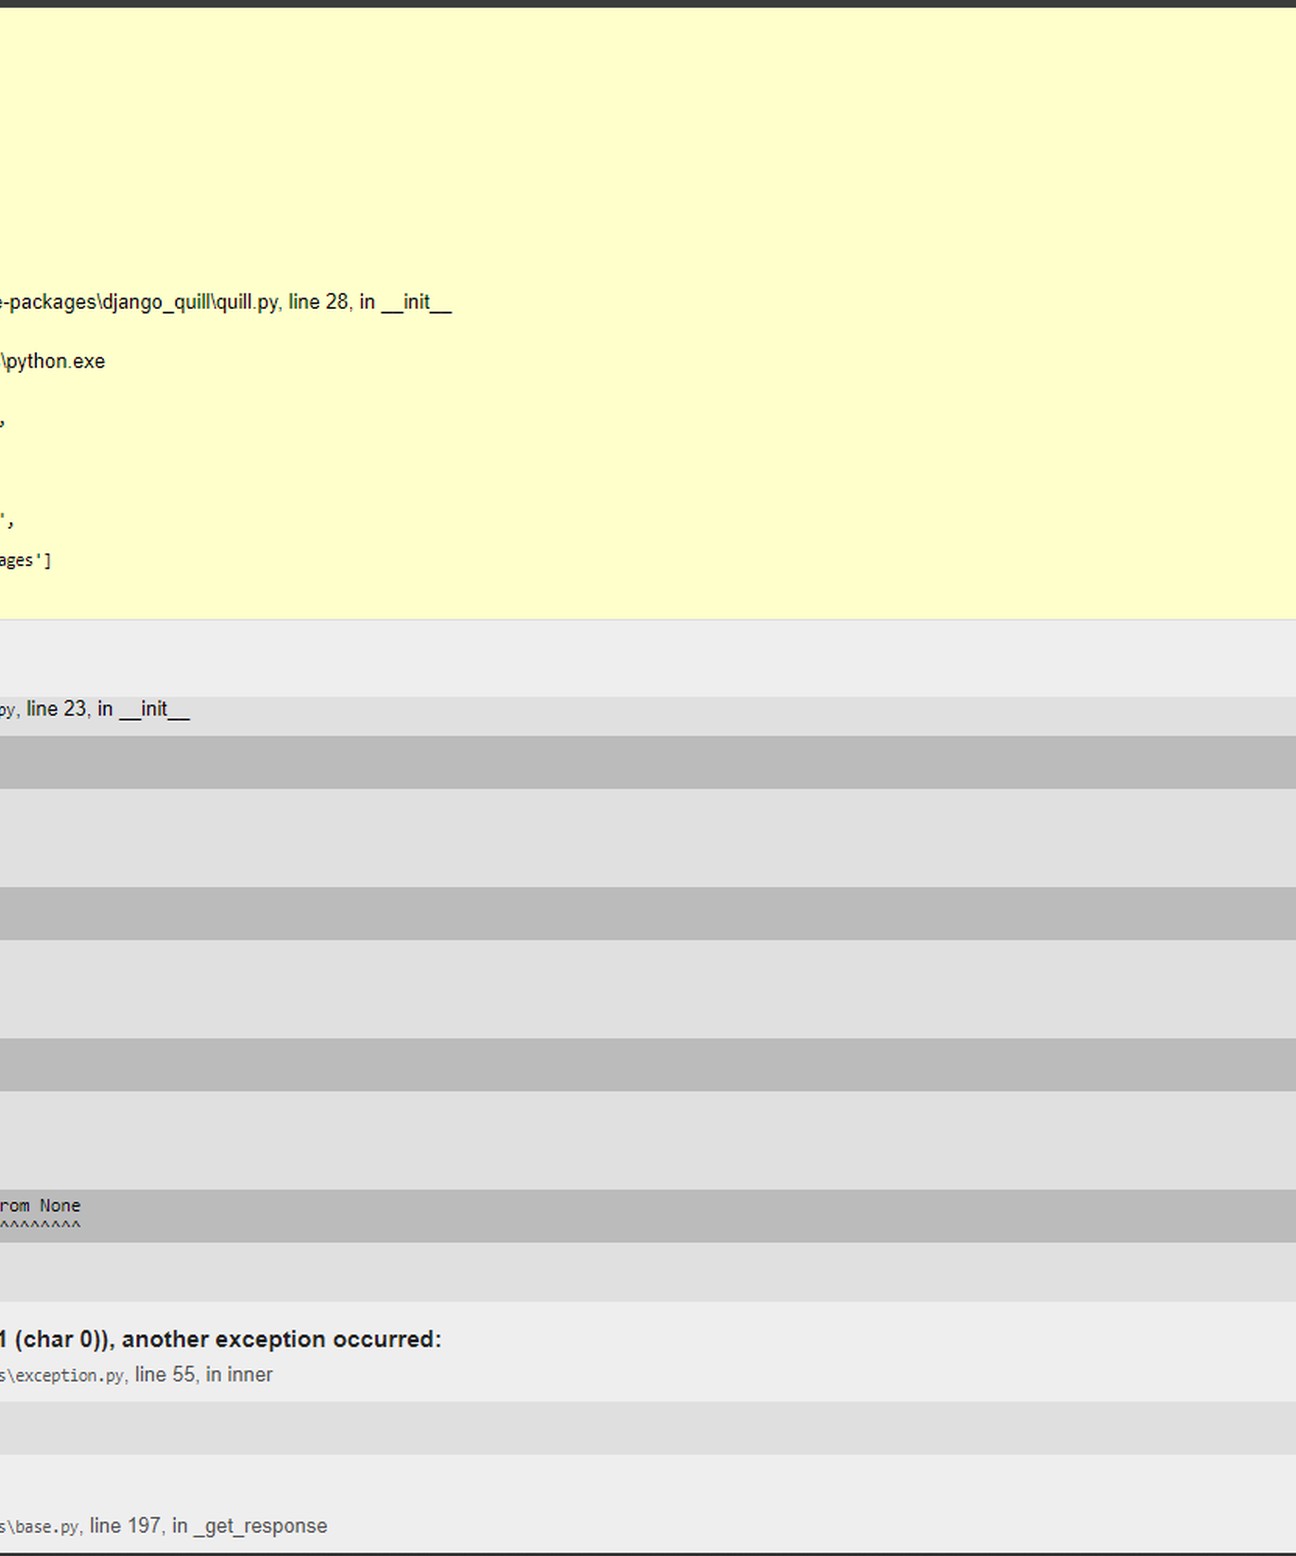 e-packages\django_quill\quill.py, line 28, in __init__
\python.exe
,
',
ages']
py, line 23, in __init__
rom None
^^^^^^^^^
1 (char 0)), another exception occurred:
s\exception.py, line 55, in inner
s\base.py, line 197, in _get_response